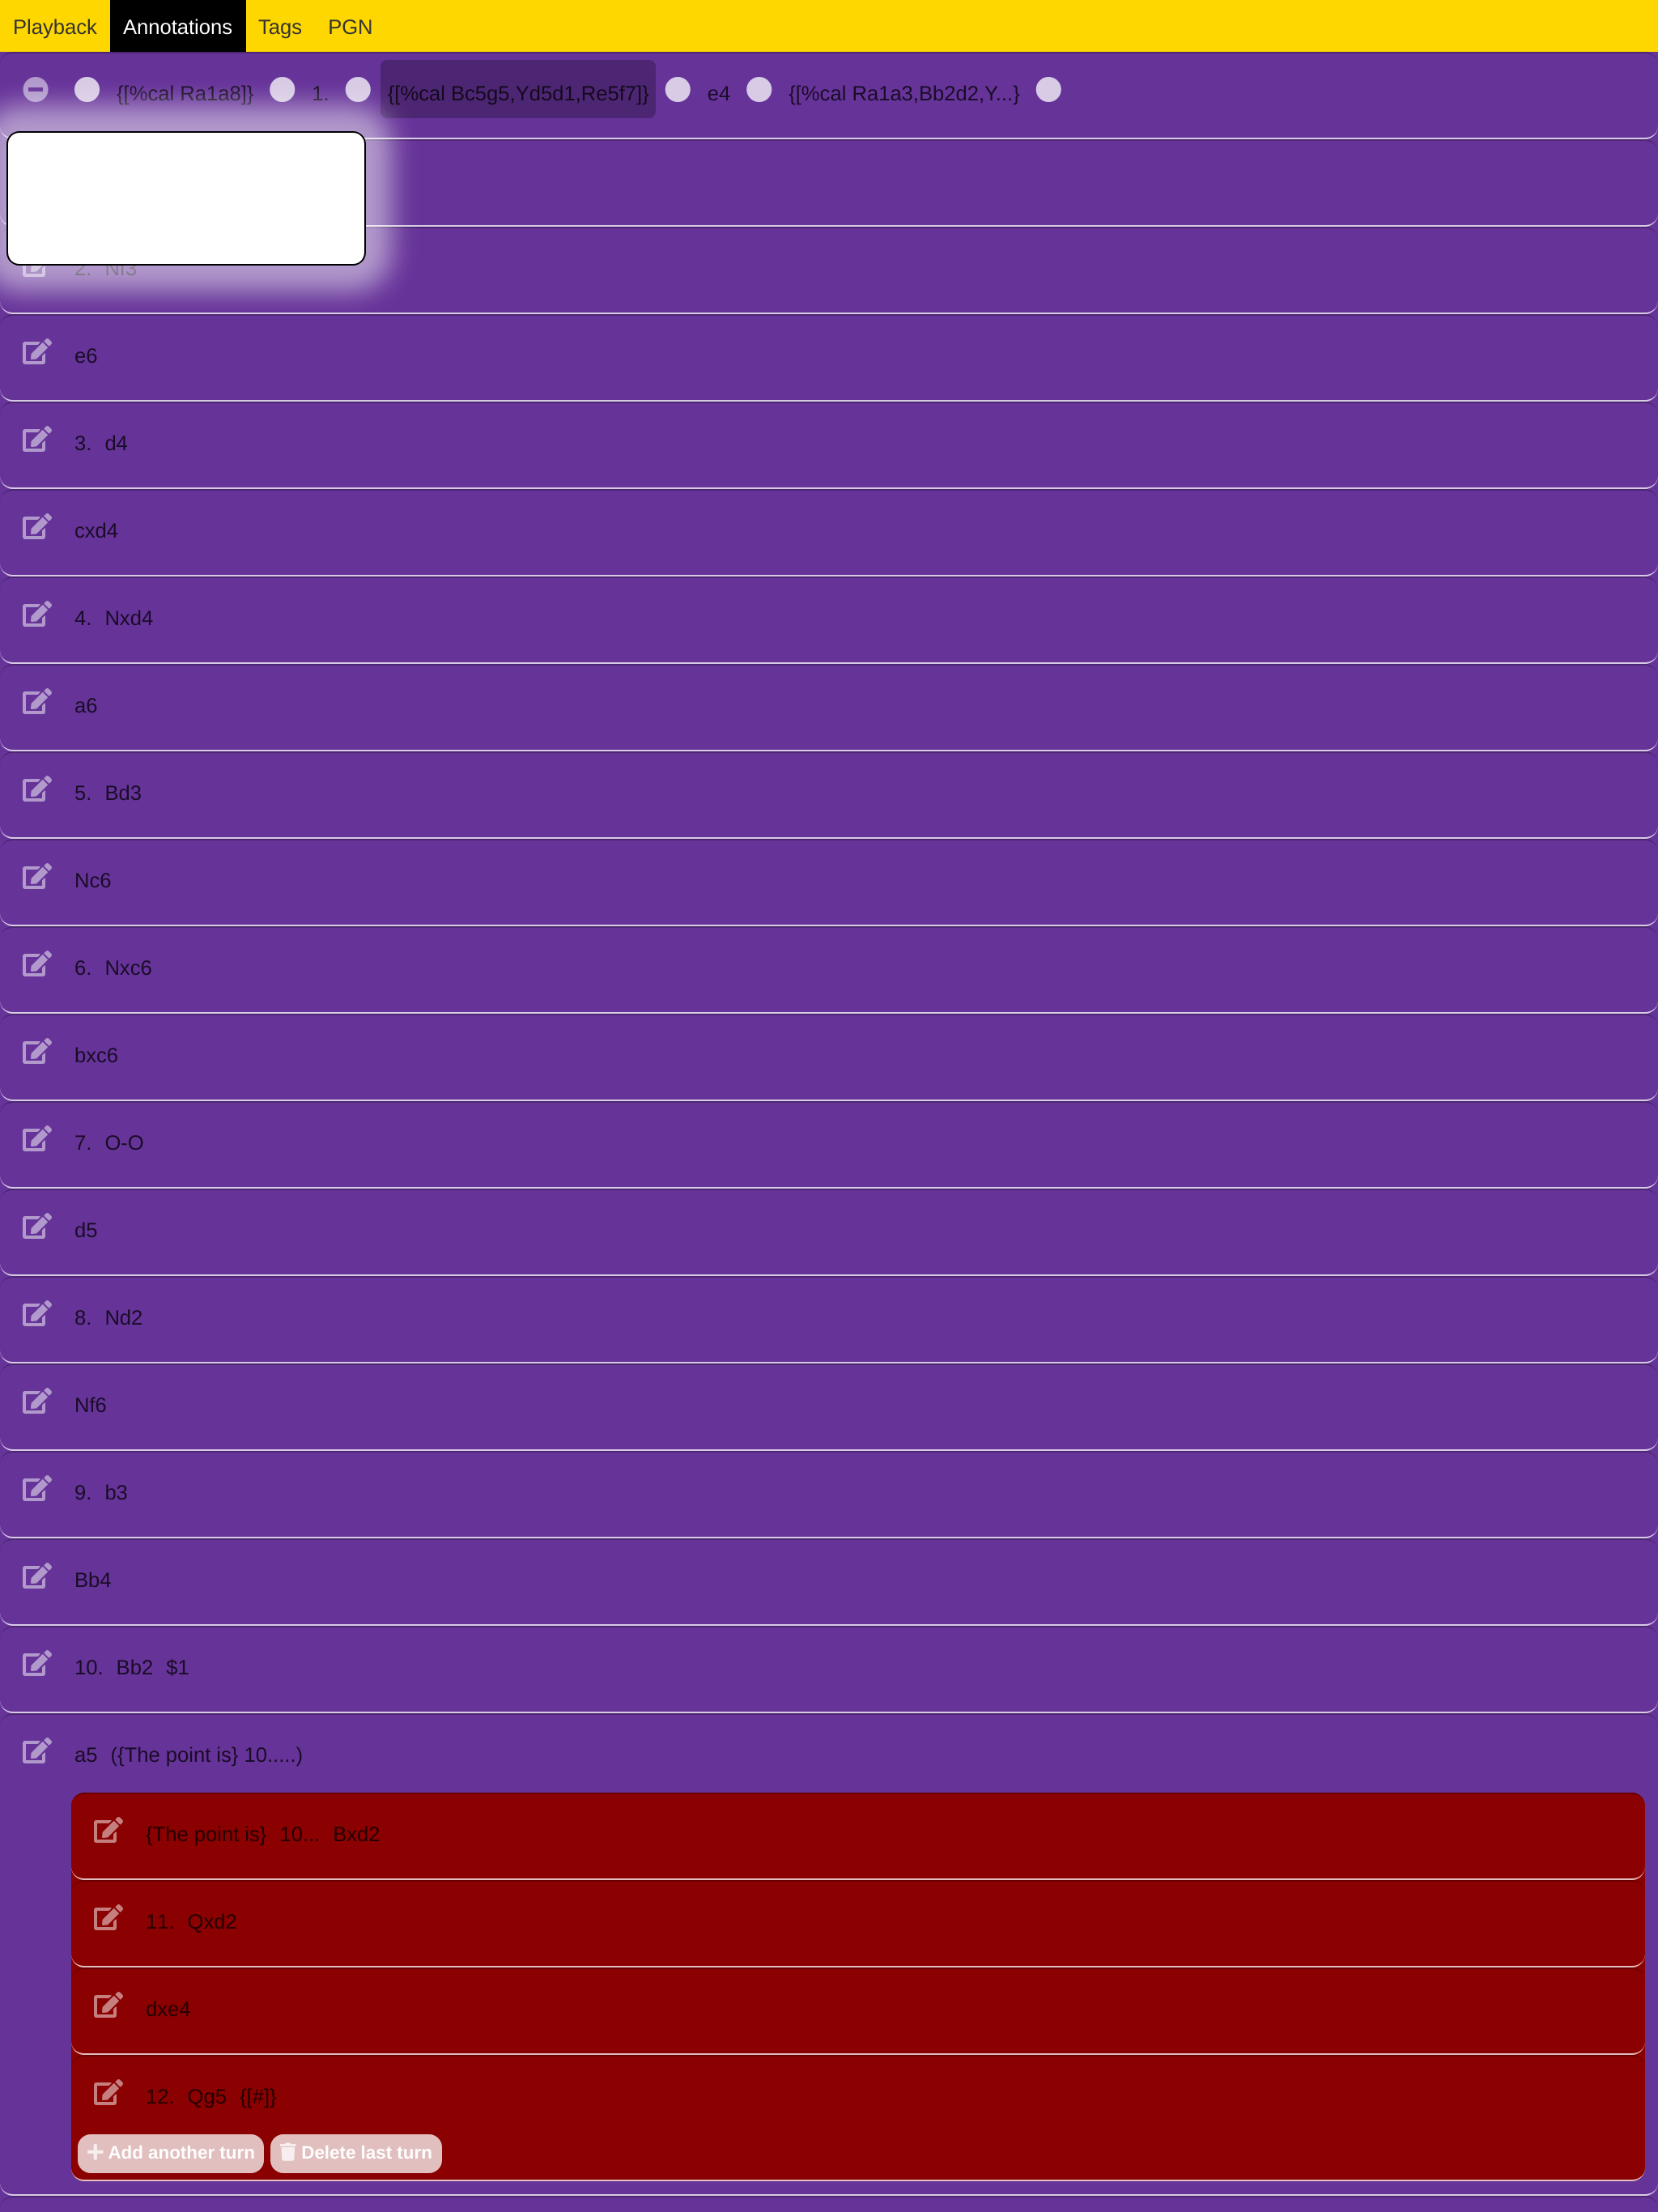 Playback Annotations Tags PGN
{[%cal Ra1a8]} 1. {[%cal Bc5g5,Yd5d1,Re5f7]} e4 {[%cal Ra1a3,Bb2d2,Y...}
2. Nf3
e6
3. d4
cxd4
4. Nxd4
a6
5. Bd3
Nc6
6. Nxc6
bxc6
7. O-O
d5
8. Nd2
Nf6
9. b3
Bb4
10. Bb2 $1
a5 ({The point is} 10.....)
{The point is} 10... Bxd2
11. Qxd2
dxe4
12. Qg5 {[#]}
Add another turn Delete last turn